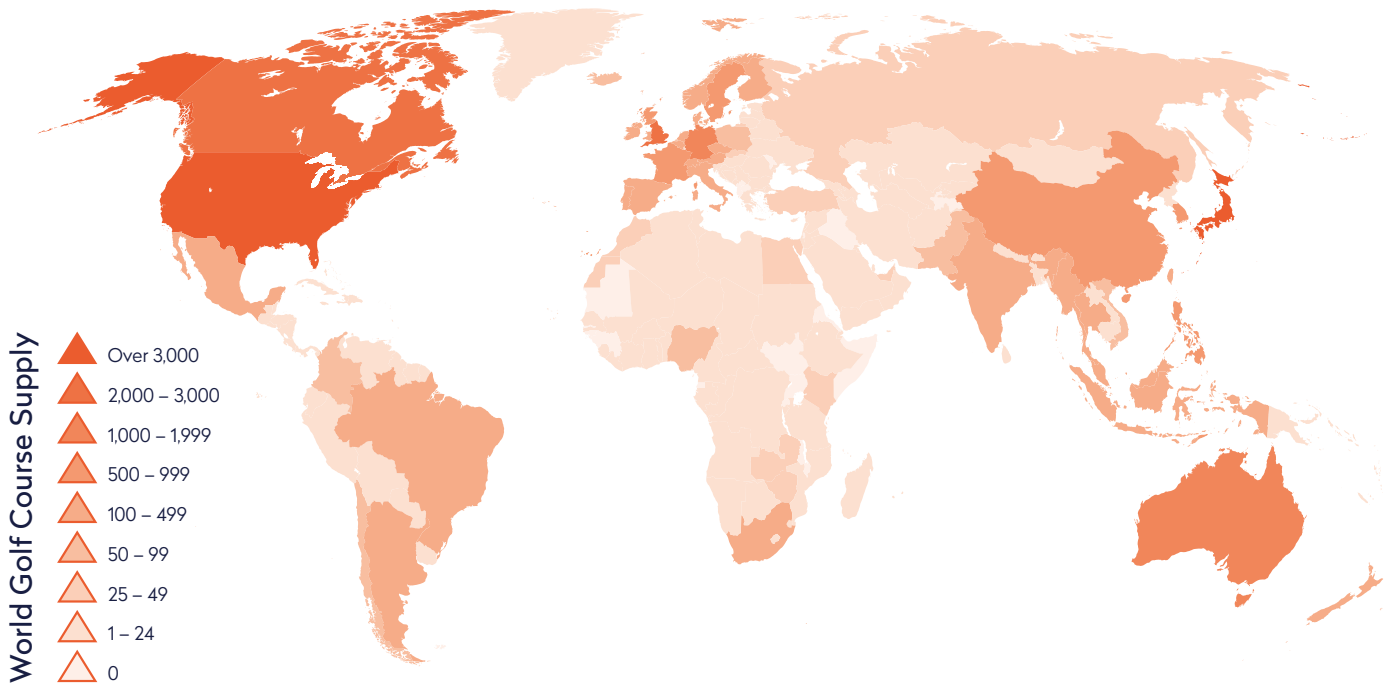 World Golf Course Supply
Over 3,000
2,000 – 3,000
1,000 – 1,999
500 – 999
100 – 499
50 – 99
25 – 49
1 – 24
0